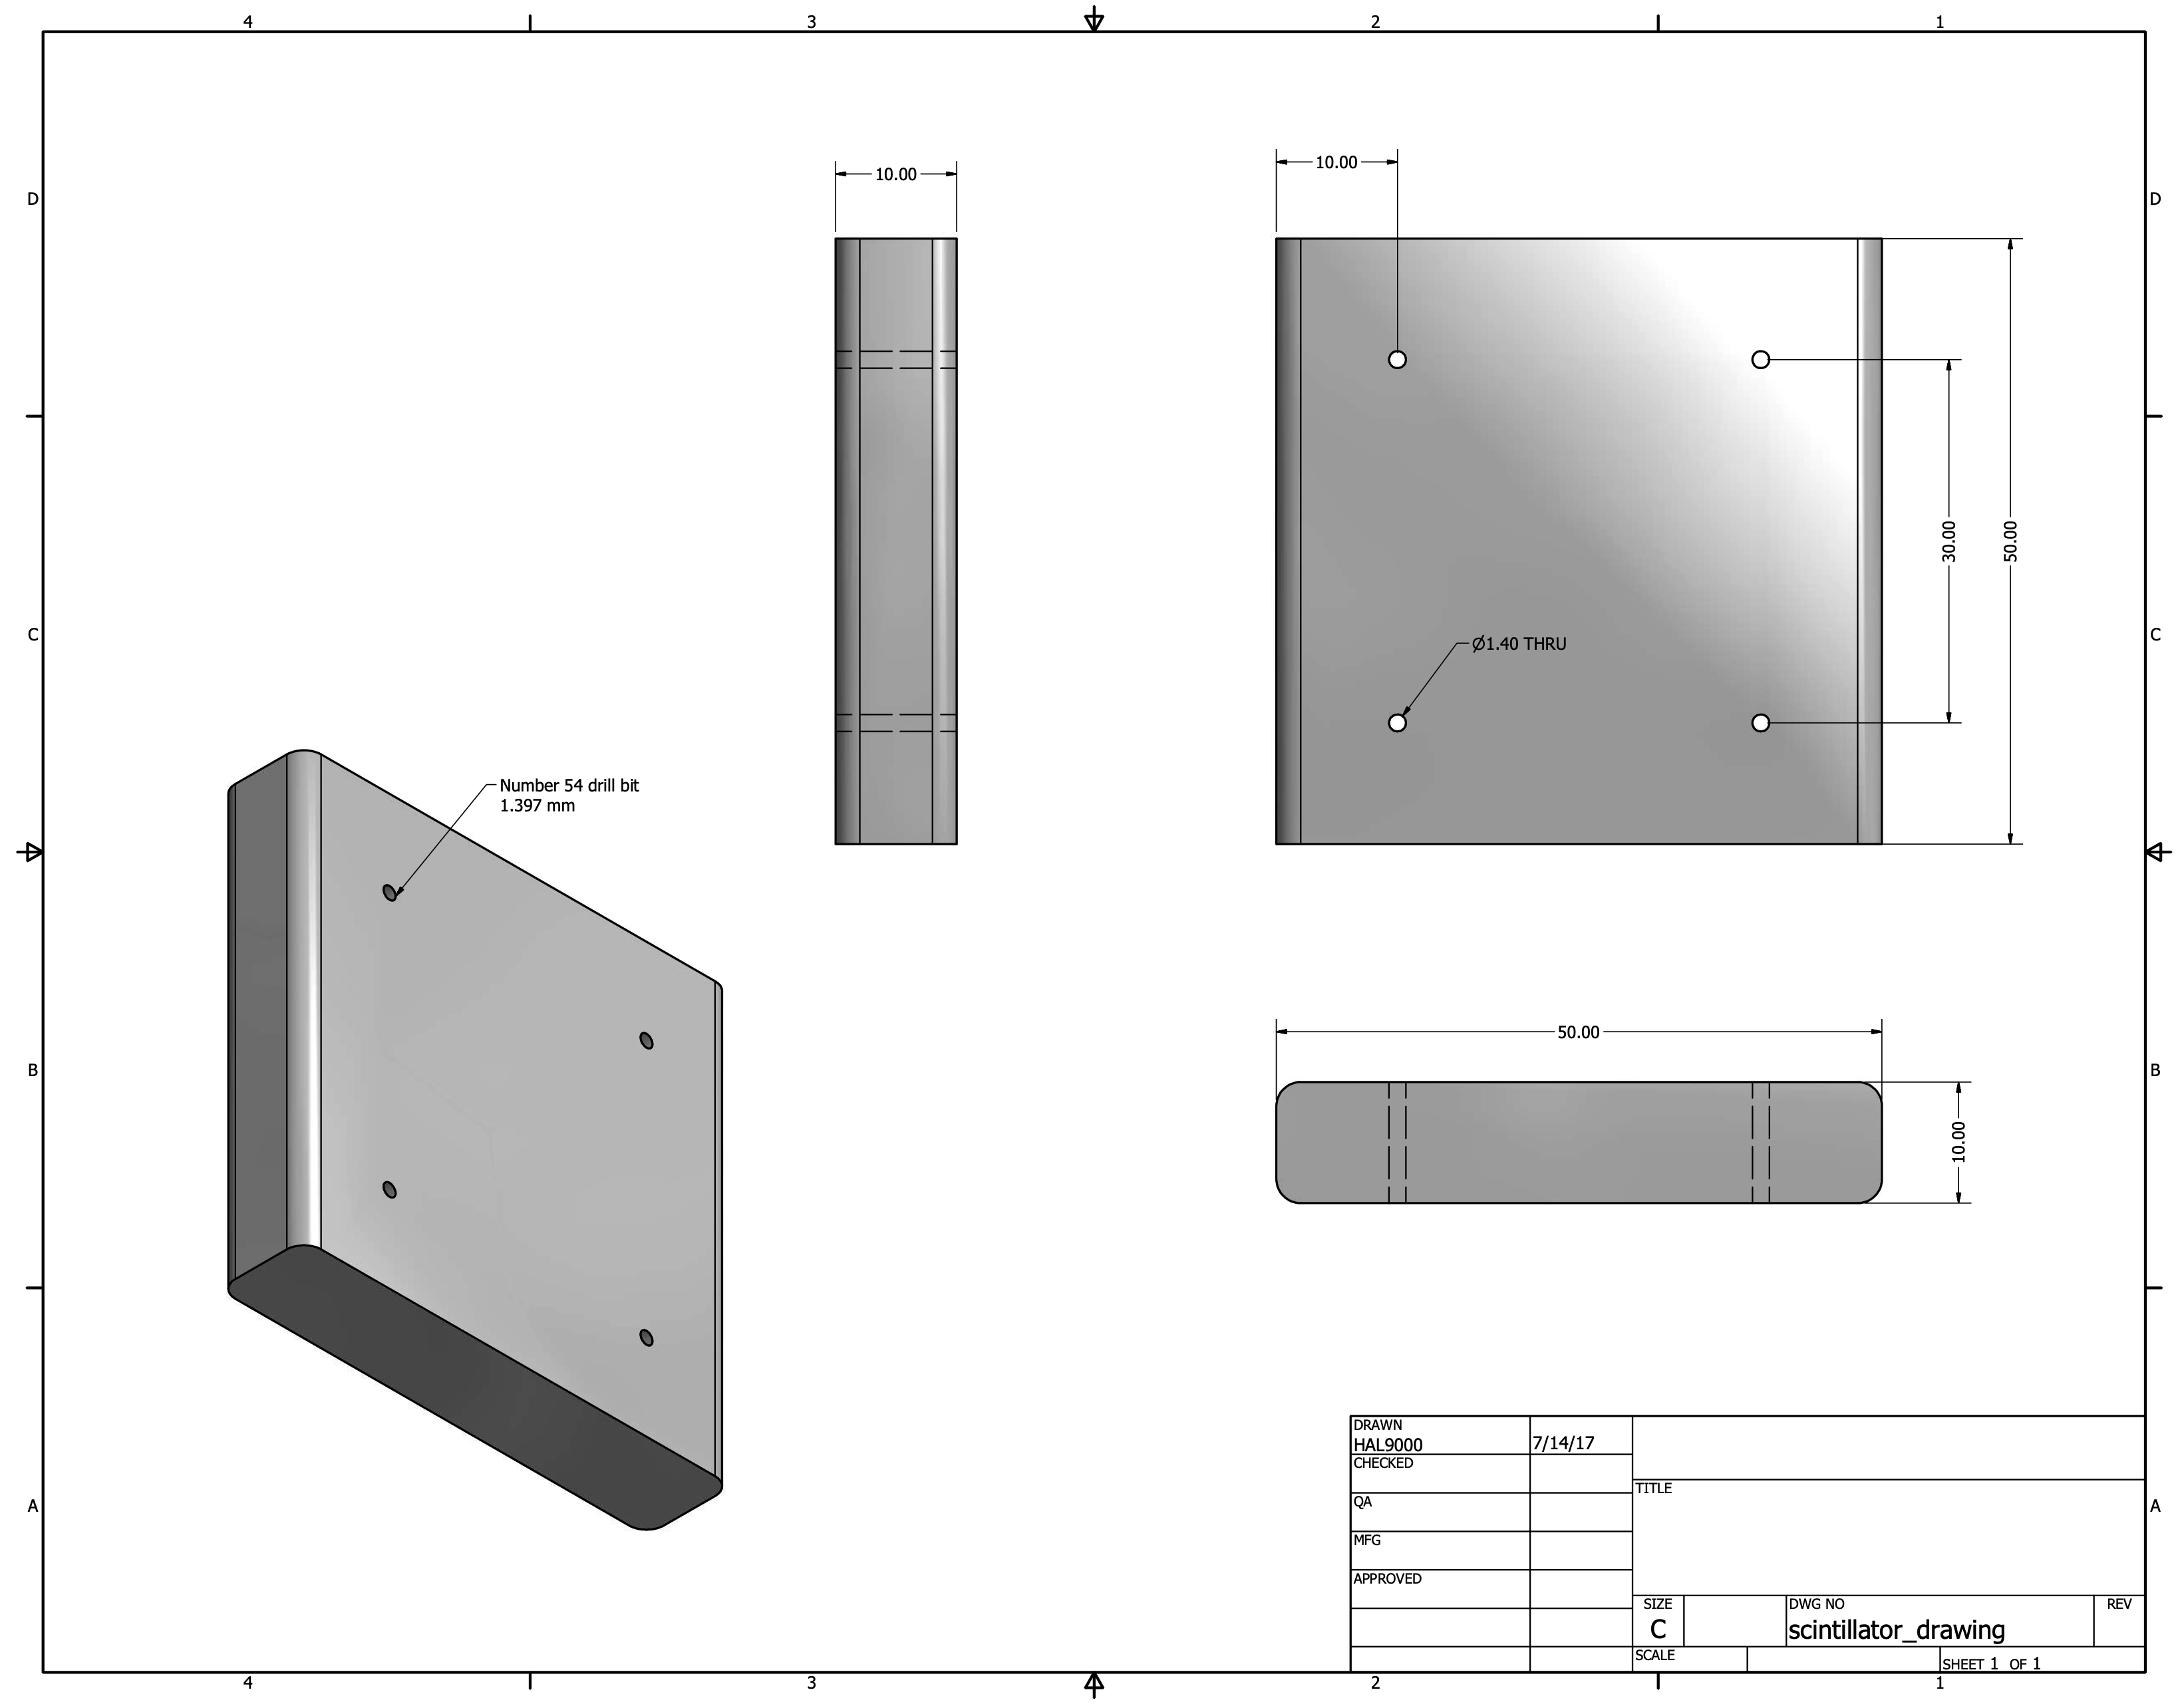 4 3 2 1
D D
10.00
10.00
30.00
50.00
C C
Ø1.40 THRU
Number 54 drill bit
1.397 mm
50.00
10.00
B B
A A
DRAWN
HAL9000 7/14/17
CHECKED
QA
MFG
APPROVED
TITLE
SIZE
C
DWG NO
scintillator_drawing
REV
SCALE
SHEET 1 OF 1
4 3 2 1